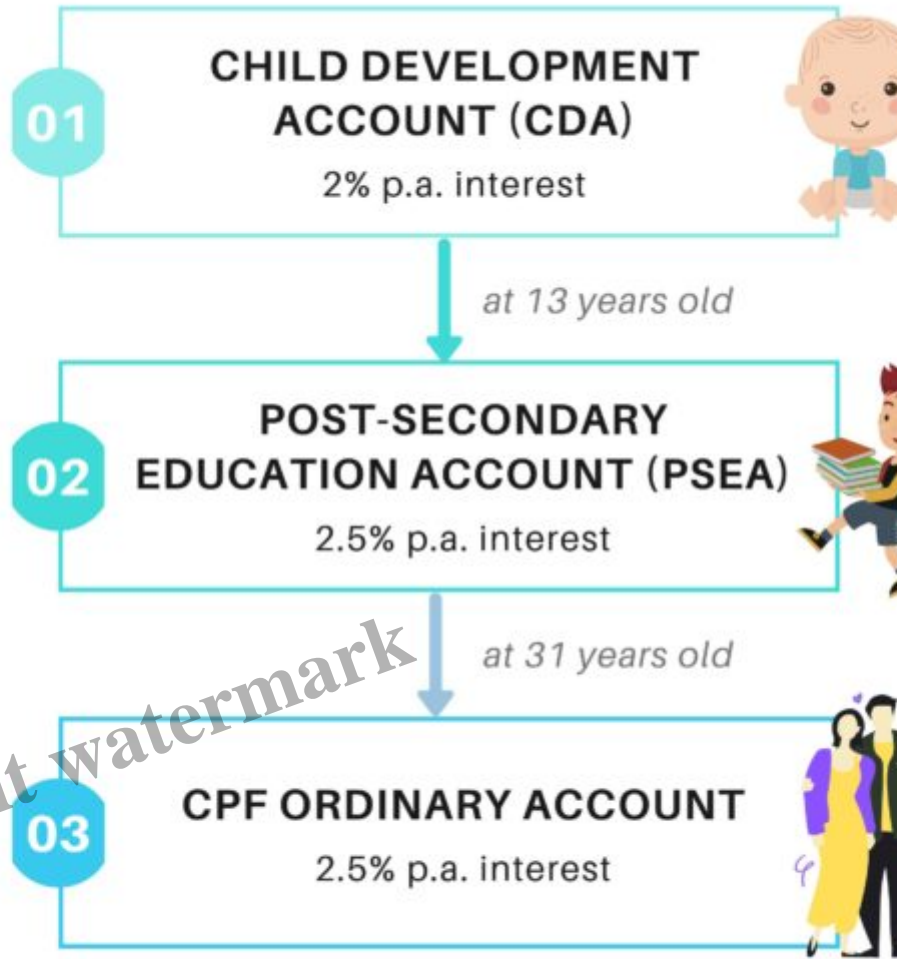 01
CHILD DEVELOPMENT
ACCOUNT (CDA)
2% p.a. interest
at 13 years old
02
POST-SECONDARY
EDUCATION ACCOUNT (PSEA)
2.5% p.a. interest
at 31 years old
watermark
03
CPF ORDINARY ACCOUNT
2.5% p.a. interest